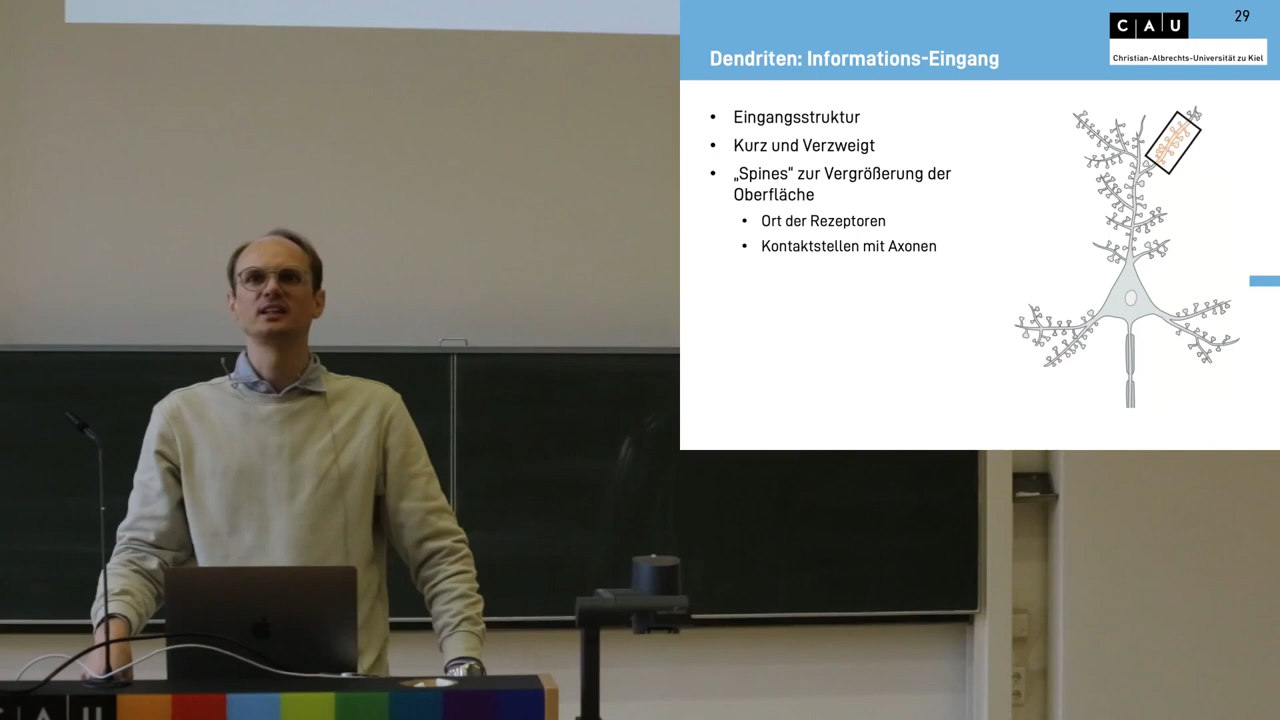 29
C A U
Christian-Albrechts-Universität zu Kiel
Dendriten: Informations-Eingang
• Eingangsstruktur
• Kurz und Verzweigt
• „Spines“ zur Vergrößerung der
Oberfläche
• Ort der Rezeptoren
• Kontaktstellen mit Axonen
C A U